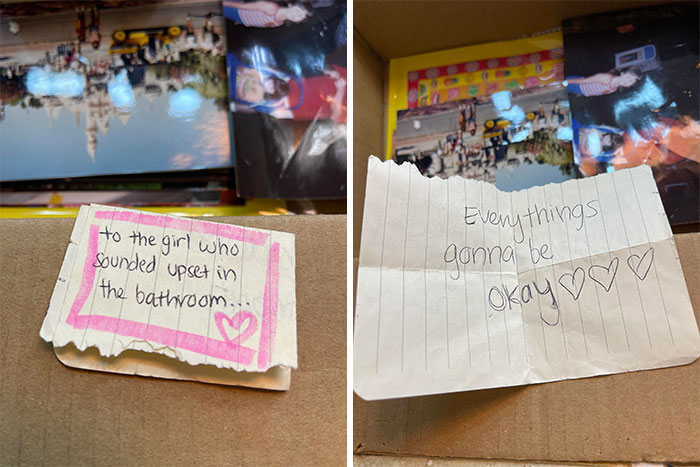 to the girl who
sounded upset in
the bathroom...
Everythings
gonna be
okay